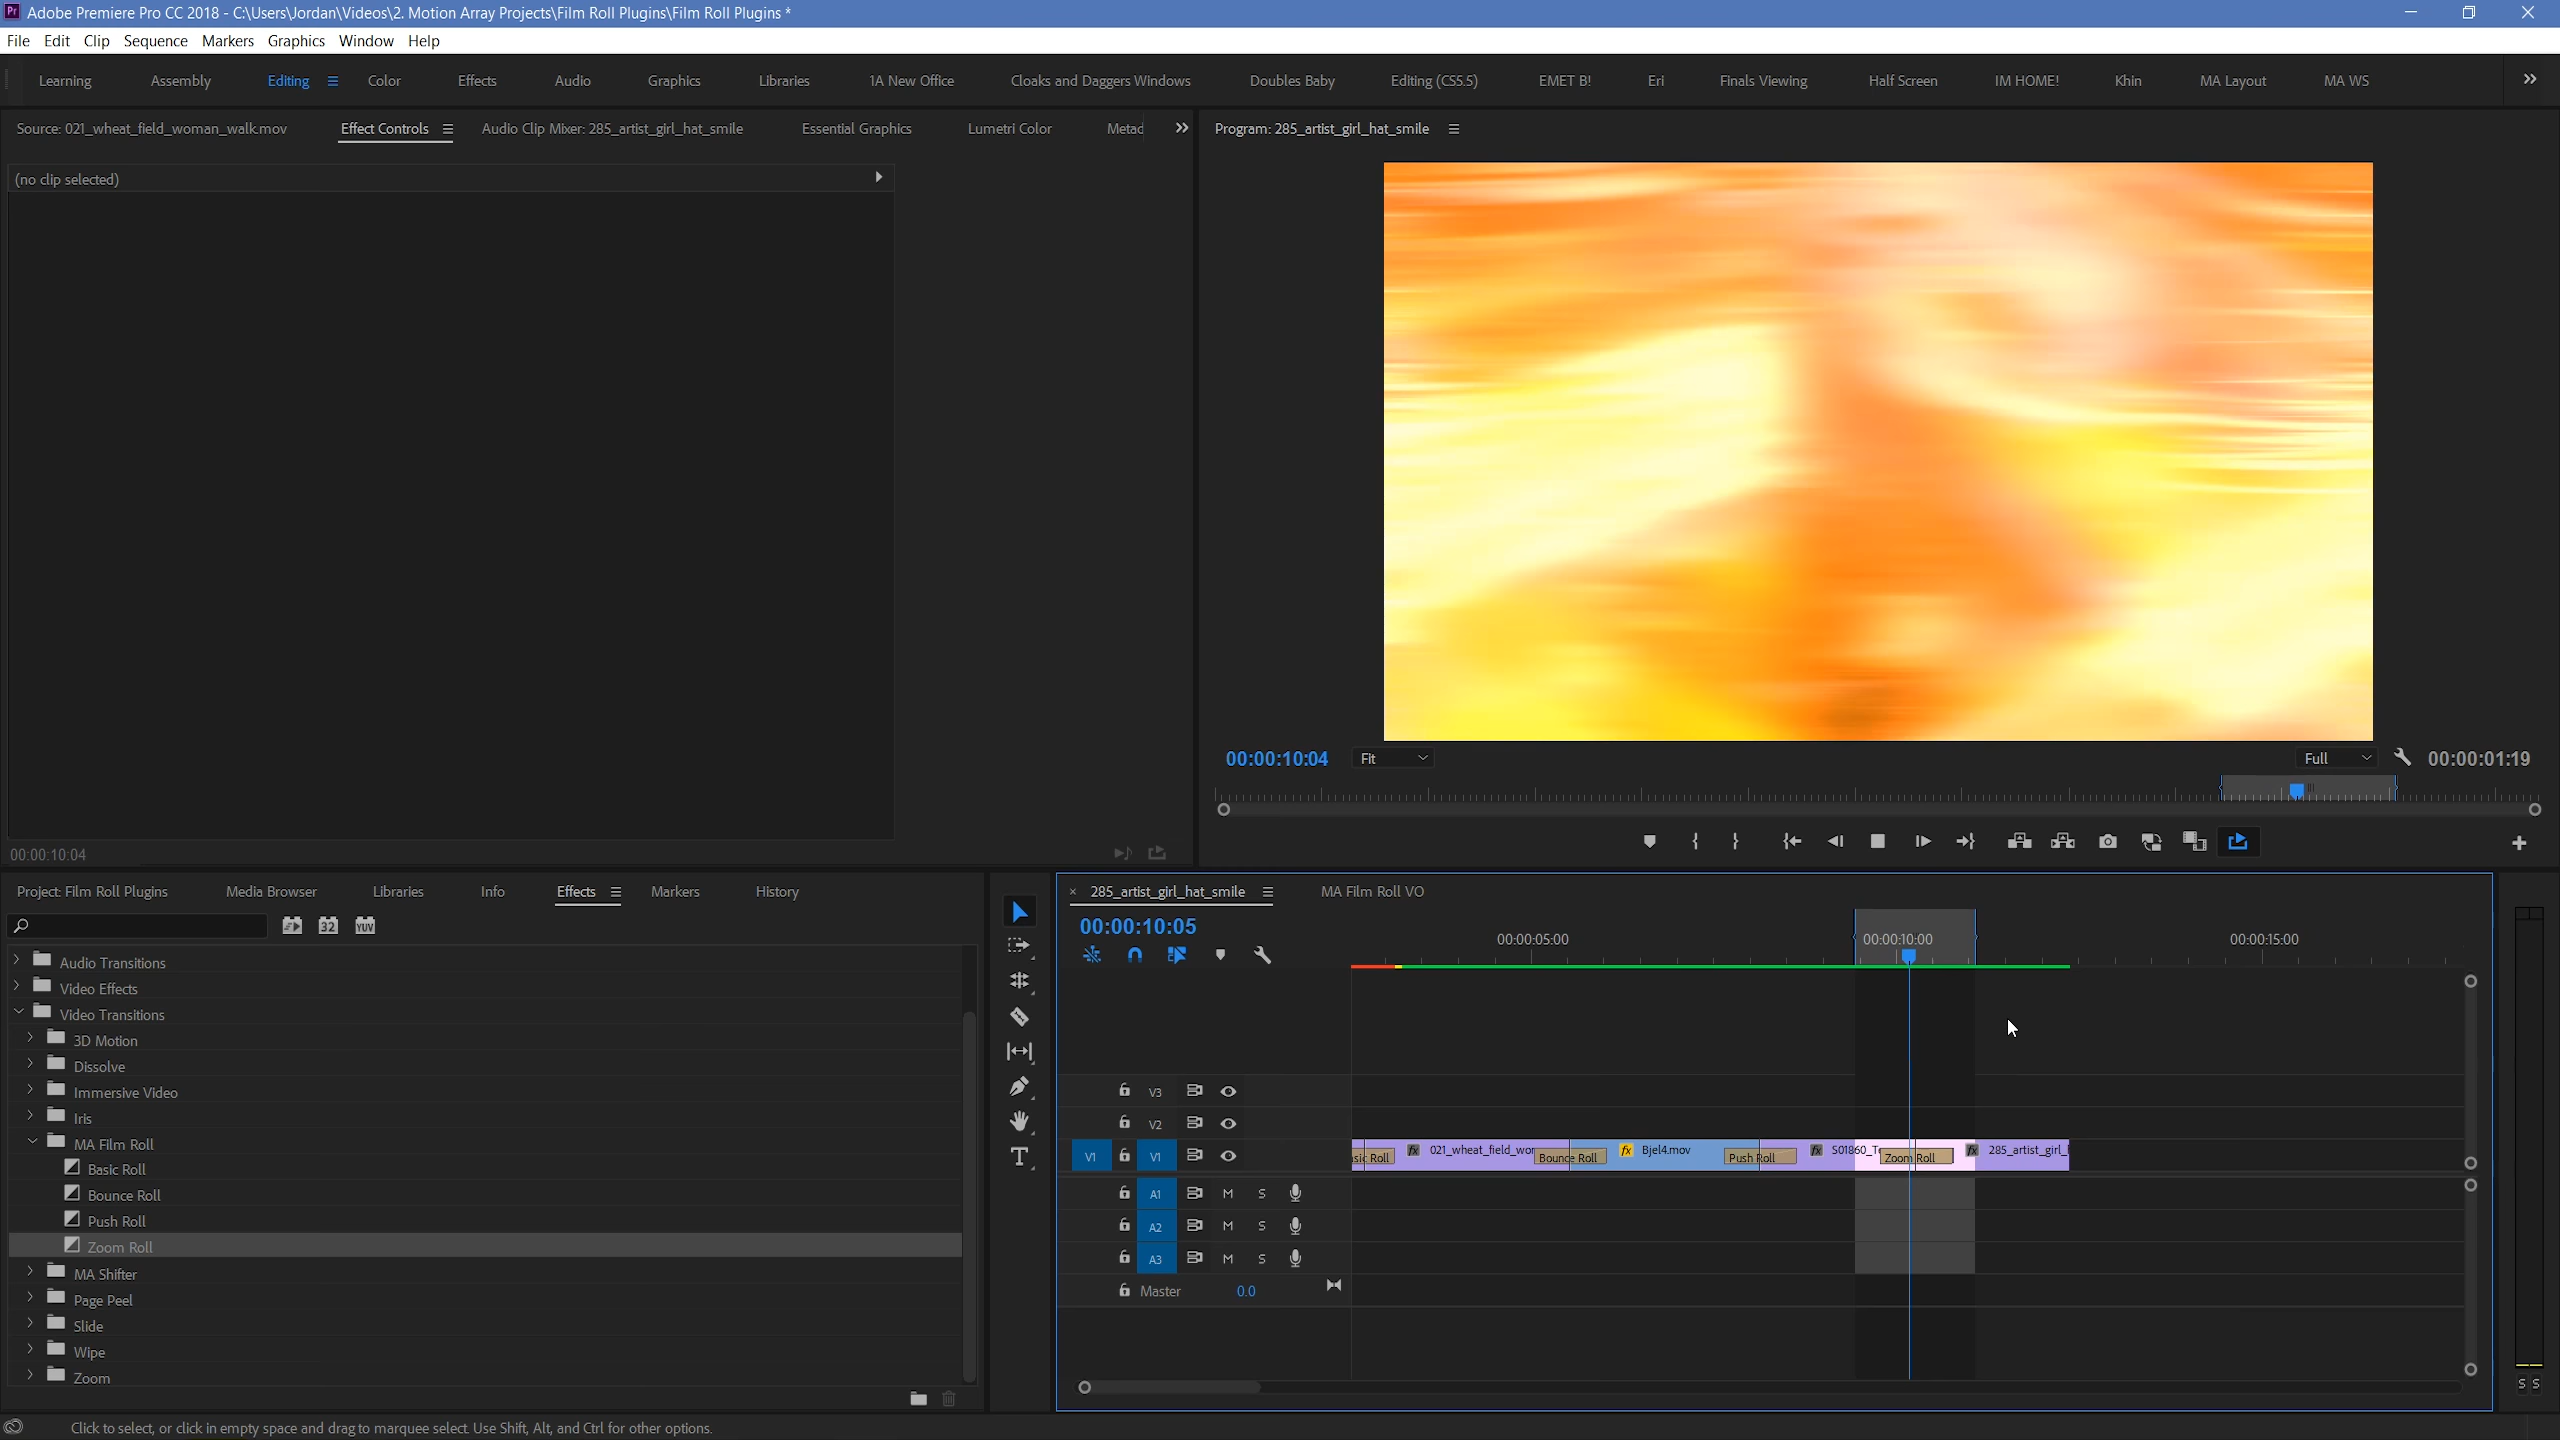 Adobe Premiere Pro CC 2018 - C:\Users\Jordan\Videos\2. Motion Array Projects\Film Roll Plugins\Film Roll Plugins *
File Edit Clip Sequence Markers Graphics Window Help
Learning Assembly Editing Color Effects Audio Graphics Libraries 1A New Office Cloaks and Daggers Windows Doubles Baby Editing (CS5.5) EMET B! Eri Finals Viewing Half Screen IM HOME! Khin MA Layout MA WS
Source: 021_wheat_field_woman_walk.mov Effect Controls Audio Clip Mixer: 285_artist_girl_hat_smile Essential Graphics Lumetri Color Metad
Program: 285_artist_girl_hat_smile
(no clip selected)
00:00:10:04 Fit Full 00:00:01:19
00:00:10:04
Project: Film Roll Plugins Media Browser Libraries Info Effects Markers History
32 YUV
Audio Transitions
Video Effects
Video Transitions
3D Motion
Dissolve
Immersive Video
Iris
MA Film Roll
Basic Roll
Bounce Roll
Push Roll
Zoom Roll
MA Shifter
Page Peel
Slide
Wipe
Zoom
285_artist_girl_hat_smile MA Film Roll VO
00:00:10:05
00:00:05:00 00:00:10:00 00:00:15:00
V3
V2
V1 V1
sic Roll fx 021_wheat_field_wor Bounce Roll fx Bjel4.mov Push Roll fx S01860_T Zoom Roll fx 285_artist_girl_
A1 M S
A2 M S
A3 M S
Master 0.0
S S
Click to select, or click in empty space and drag to marquee select. Use Shift, Alt, and Ctrl for other options.